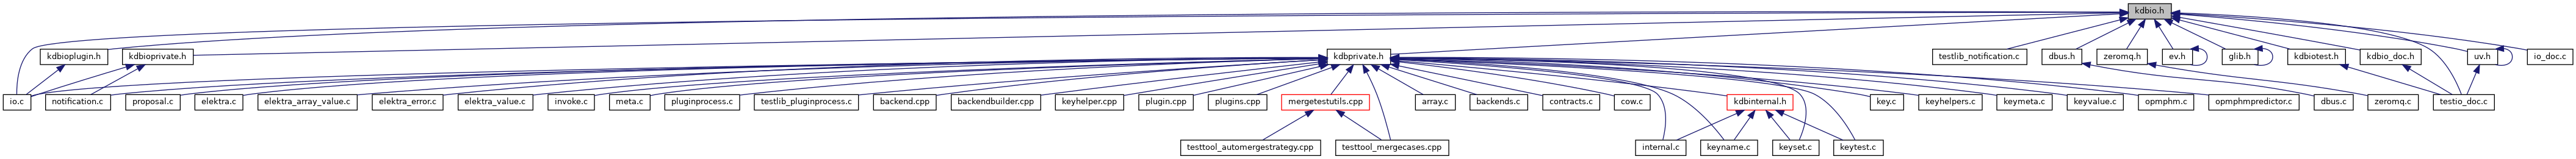 kdbio.h
kdbioplugin.h
kdbioprivate.h
kdbprivate.h
testlib_notification.c
dbus.h
zeromq.h
ev.h
glib.h
kdbiotest.h
kdbio_doc.h
uv.h
io_doc.c
io.c
notification.c
proposal.c
elektra.c
elektra_array_value.c
elektra_error.c
elektra_value.c
invoke.c
meta.c
pluginprocess.c
testlib_pluginprocess.c
backend.cpp
backendbuilder.cpp
keyhelper.cpp
plugin.cpp
plugins.cpp
mergetestutils.cpp
array.c
backends.c
contracts.c
cow.c
kdbinternal.h
key.c
keyhelpers.c
keymeta.c
keyvalue.c
opmphm.c
opmphmpredictor.c
dbus.c
zeromq.c
testio_doc.c
testtool_automergestrategy.cpp
testtool_mergecases.cpp
internal.c
keyname.c
keyset.c
keytest.c